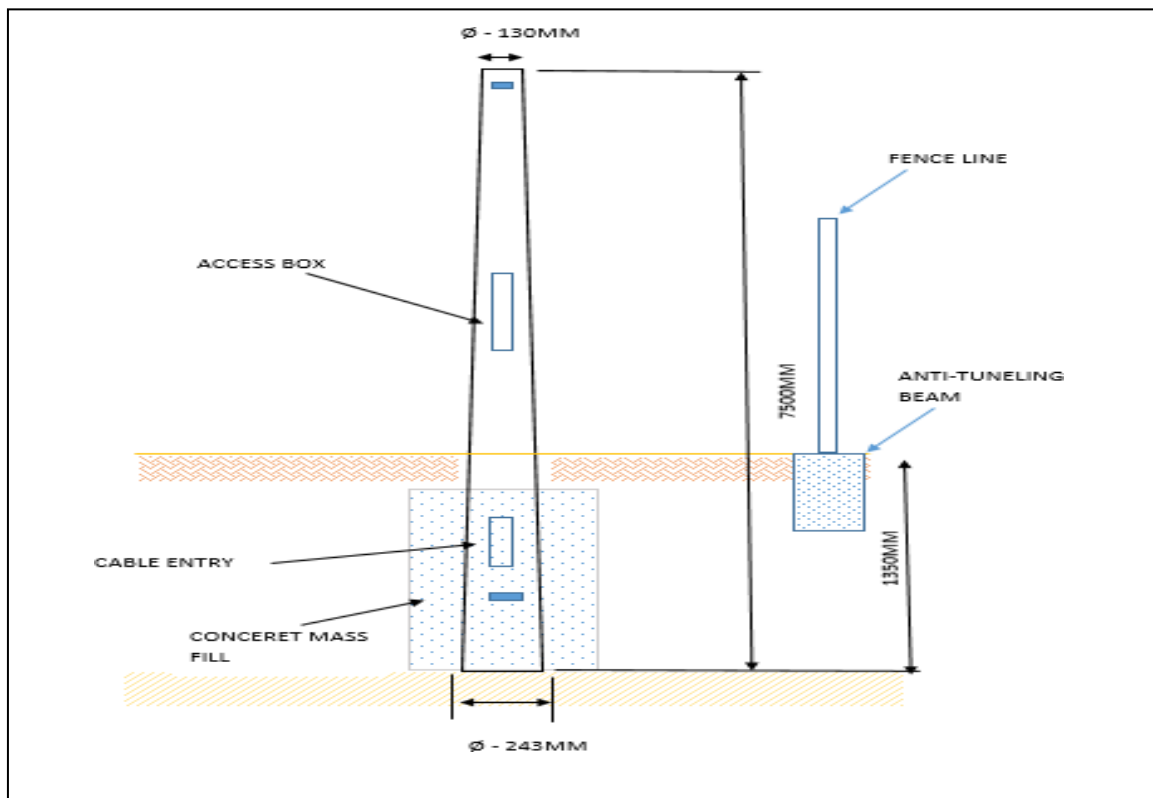 Ø - 130MM
FENCE LINE
ACCESS BOX
7500MM
ANTI-TUNELING
BEAM
1350MM
CABLE ENTRY
CONCERET MASS
FILL
Ø - 243MM